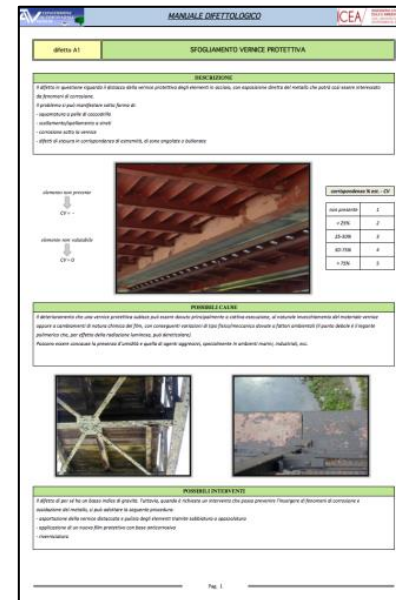 MANUALE DIFETTOLOGICO
ICEA
difetto A1
SFOGLIAMENTO VERNICE PROTETTIVA
DESCRIZIONE
Il difetto in questione riguardo il distacco della vernice protettiva degli elementi in acciaio, con esposizione diretta del metallo che potrà così essere interessato
da fenomeni di corrosione.
Il problema si può manifestare sotto forma di:
- squamatura a pelle di coccodrillo
- scollamento/spellamento a strati
- corrosione sotto la vernice
- difetti di stesura in corrispondenza di estremità, di zone angolate o bullonate
elemento non presente
CV = -
elemento non valutabile
CV = 0
corrispondenza % est. - CV
non presente 1
< 25% 2
25-50% 3
50-75% 4
> 75% 5
POSSIBILI CAUSE
Il deterioramento che una vernice protettiva subisce può essere dovuto principalmente a cattiva esecuzione, al naturale invecchiamento del materiale vernice
oppure a cambiamenti di natura chimica del film, con conseguenti variazioni di tipo fisico/meccanico dovute a fattori ambientali (il punto debole è il legante
polimerico che, per effetto della radiazione luminosa, può deteriorarsi)
Possono essere concause la presenza d'umidità e quella di agenti aggressivi, specialmente in ambienti marini, industriali, ecc.
POSSIBILI INTERVENTI
Il difetto di per sé ha un basso indice di gravità. Tuttavia, quando è richiesto un intervento che possa prevenire l'insorgere di fenomeni di corrosione e
ossidazione del metallo, si può adottare la seguente procedura:
- asportazione della vernice distaccata e pulizia degli elementi tramite sabbiatura o spazzolatura
- applicazione di un nuovo film protettivo con base anticorrosiva
- riverniciatura.
Pag. 1